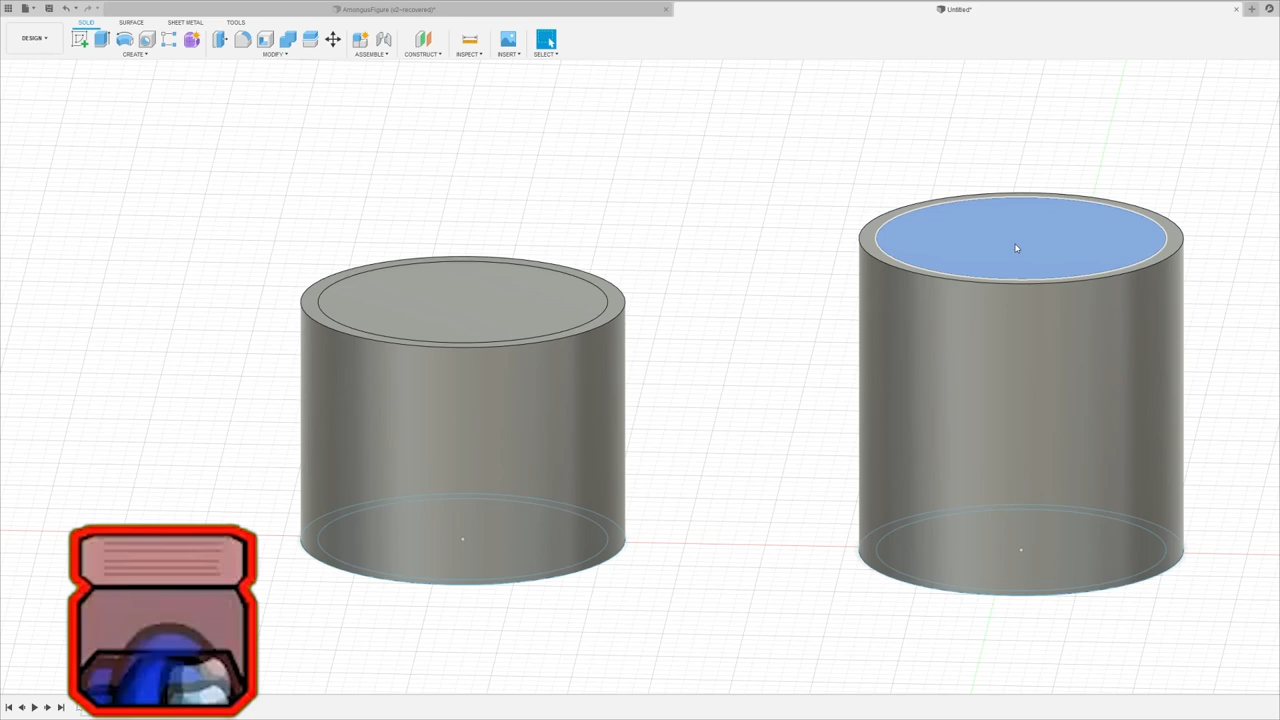 AmongusFigure (v2~recovered)*
Untitled*
SOLID SURFACE SHEET METAL TOOLS
DESIGN
CREATE MODIFY ASSEMBLE CONSTRUCT INSPECT INSERT SELECT